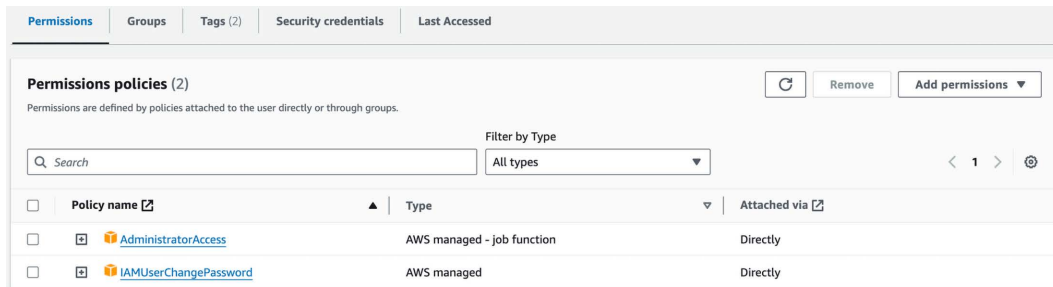 Permissions Groups Tags (2) Security credentials Last Accessed
Permissions policies (2) Remove Add permissions
Permissions are defined by policies attached to the user directly or through groups.
Filter by Type
Search All types 1
Policy name Type Attached via
AdministratorAccess AWS managed - job function Directly
IAMUserChangePassword AWS managed Directly